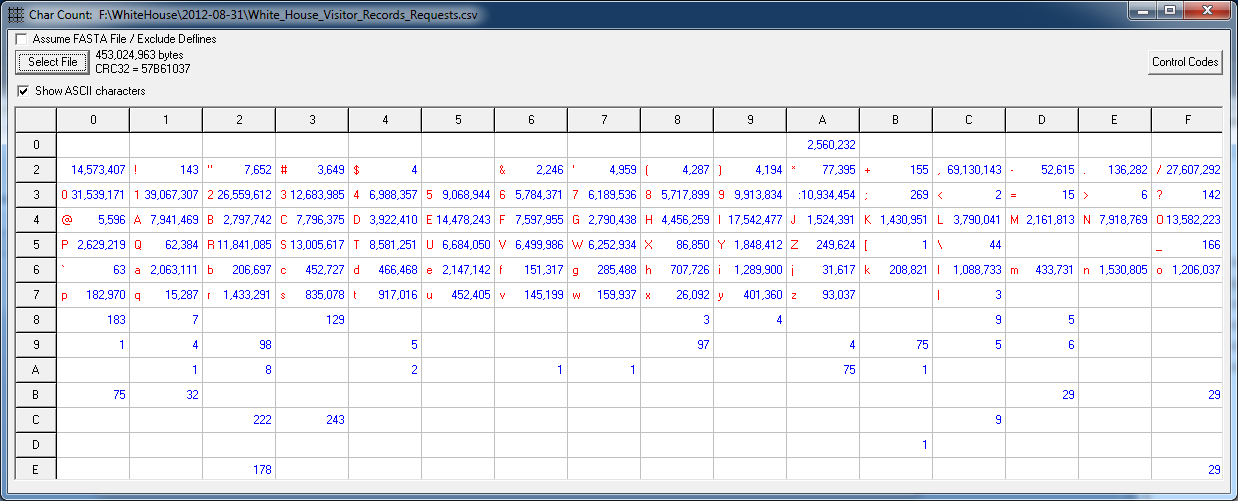 Char Count: F:\WhiteHouse\2012-08-31\White_House_Visitor_Records_Requests.csv
Assume FASTA File / Exclude Deflines
Select File 453,024,963 bytes Control Codes
CRC32 = 57B61037
Show ASCII characters
0 1 2 3 4 5 6 7 8 9 A B C D E F
0 2,560,232
2 14,573,407 ! 143 " 7,652 # 3,649 $ 4 & 2,246 ' 4,959 ( 4,287 ) 4,194 * 77,395 + 155 , 69,130,143 - 52,615 . 136,282 / 27,607,292
3 0 31,539,171 1 39,067,307 2 26,559,612 3 12,683,985 4 6,988,357 5 9,068,944 6 5,784,371 7 6,189,536 8 5,717,899 9 9,913,834 : 10,934,454 ; 269 < 2 = 15 > 6 ? 142
4 @ 5,596 A 7,941,469 B 2,797,742 C 7,796,375 D 3,922,410 E 14,478,243 F 7,597,955 G 2,790,438 H 4,456,259 I 17,542,477 J 1,524,391 K 1,430,951 L 3,790,041 M 2,161,813 N 7,918,769 O 13,582,223
5 P 2,629,219 Q 62,384 R 11,841,085 S 13,005,617 T 8,581,251 U 6,684,050 V 6,499,986 W 6,252,934 X 86,850 Y 1,848,412 Z 249,624 [ 1 \ 44 _ 166
6 ` 63 a 2,063,111 b 206,697 c 452,727 d 466,468 e 2,147,142 f 151,317 g 285,488 h 707,726 i 1,289,900 j 31,617 k 208,821 l 1,088,733 m 433,731 n 1,530,805 o 1,206,037
7 p 182,970 q 15,287 r 1,433,291 s 835,078 t 917,016 u 452,405 v 145,199 w 159,937 x 26,092 y 401,360 z 93,037 | 3
8 183 7 129 3 4 9 5
9 1 4 98 5 97 4 75 5 6
A 1 8 2 1 1 75 1
B 75 32 29 29
C 222 243 9
D 1
E 178 29